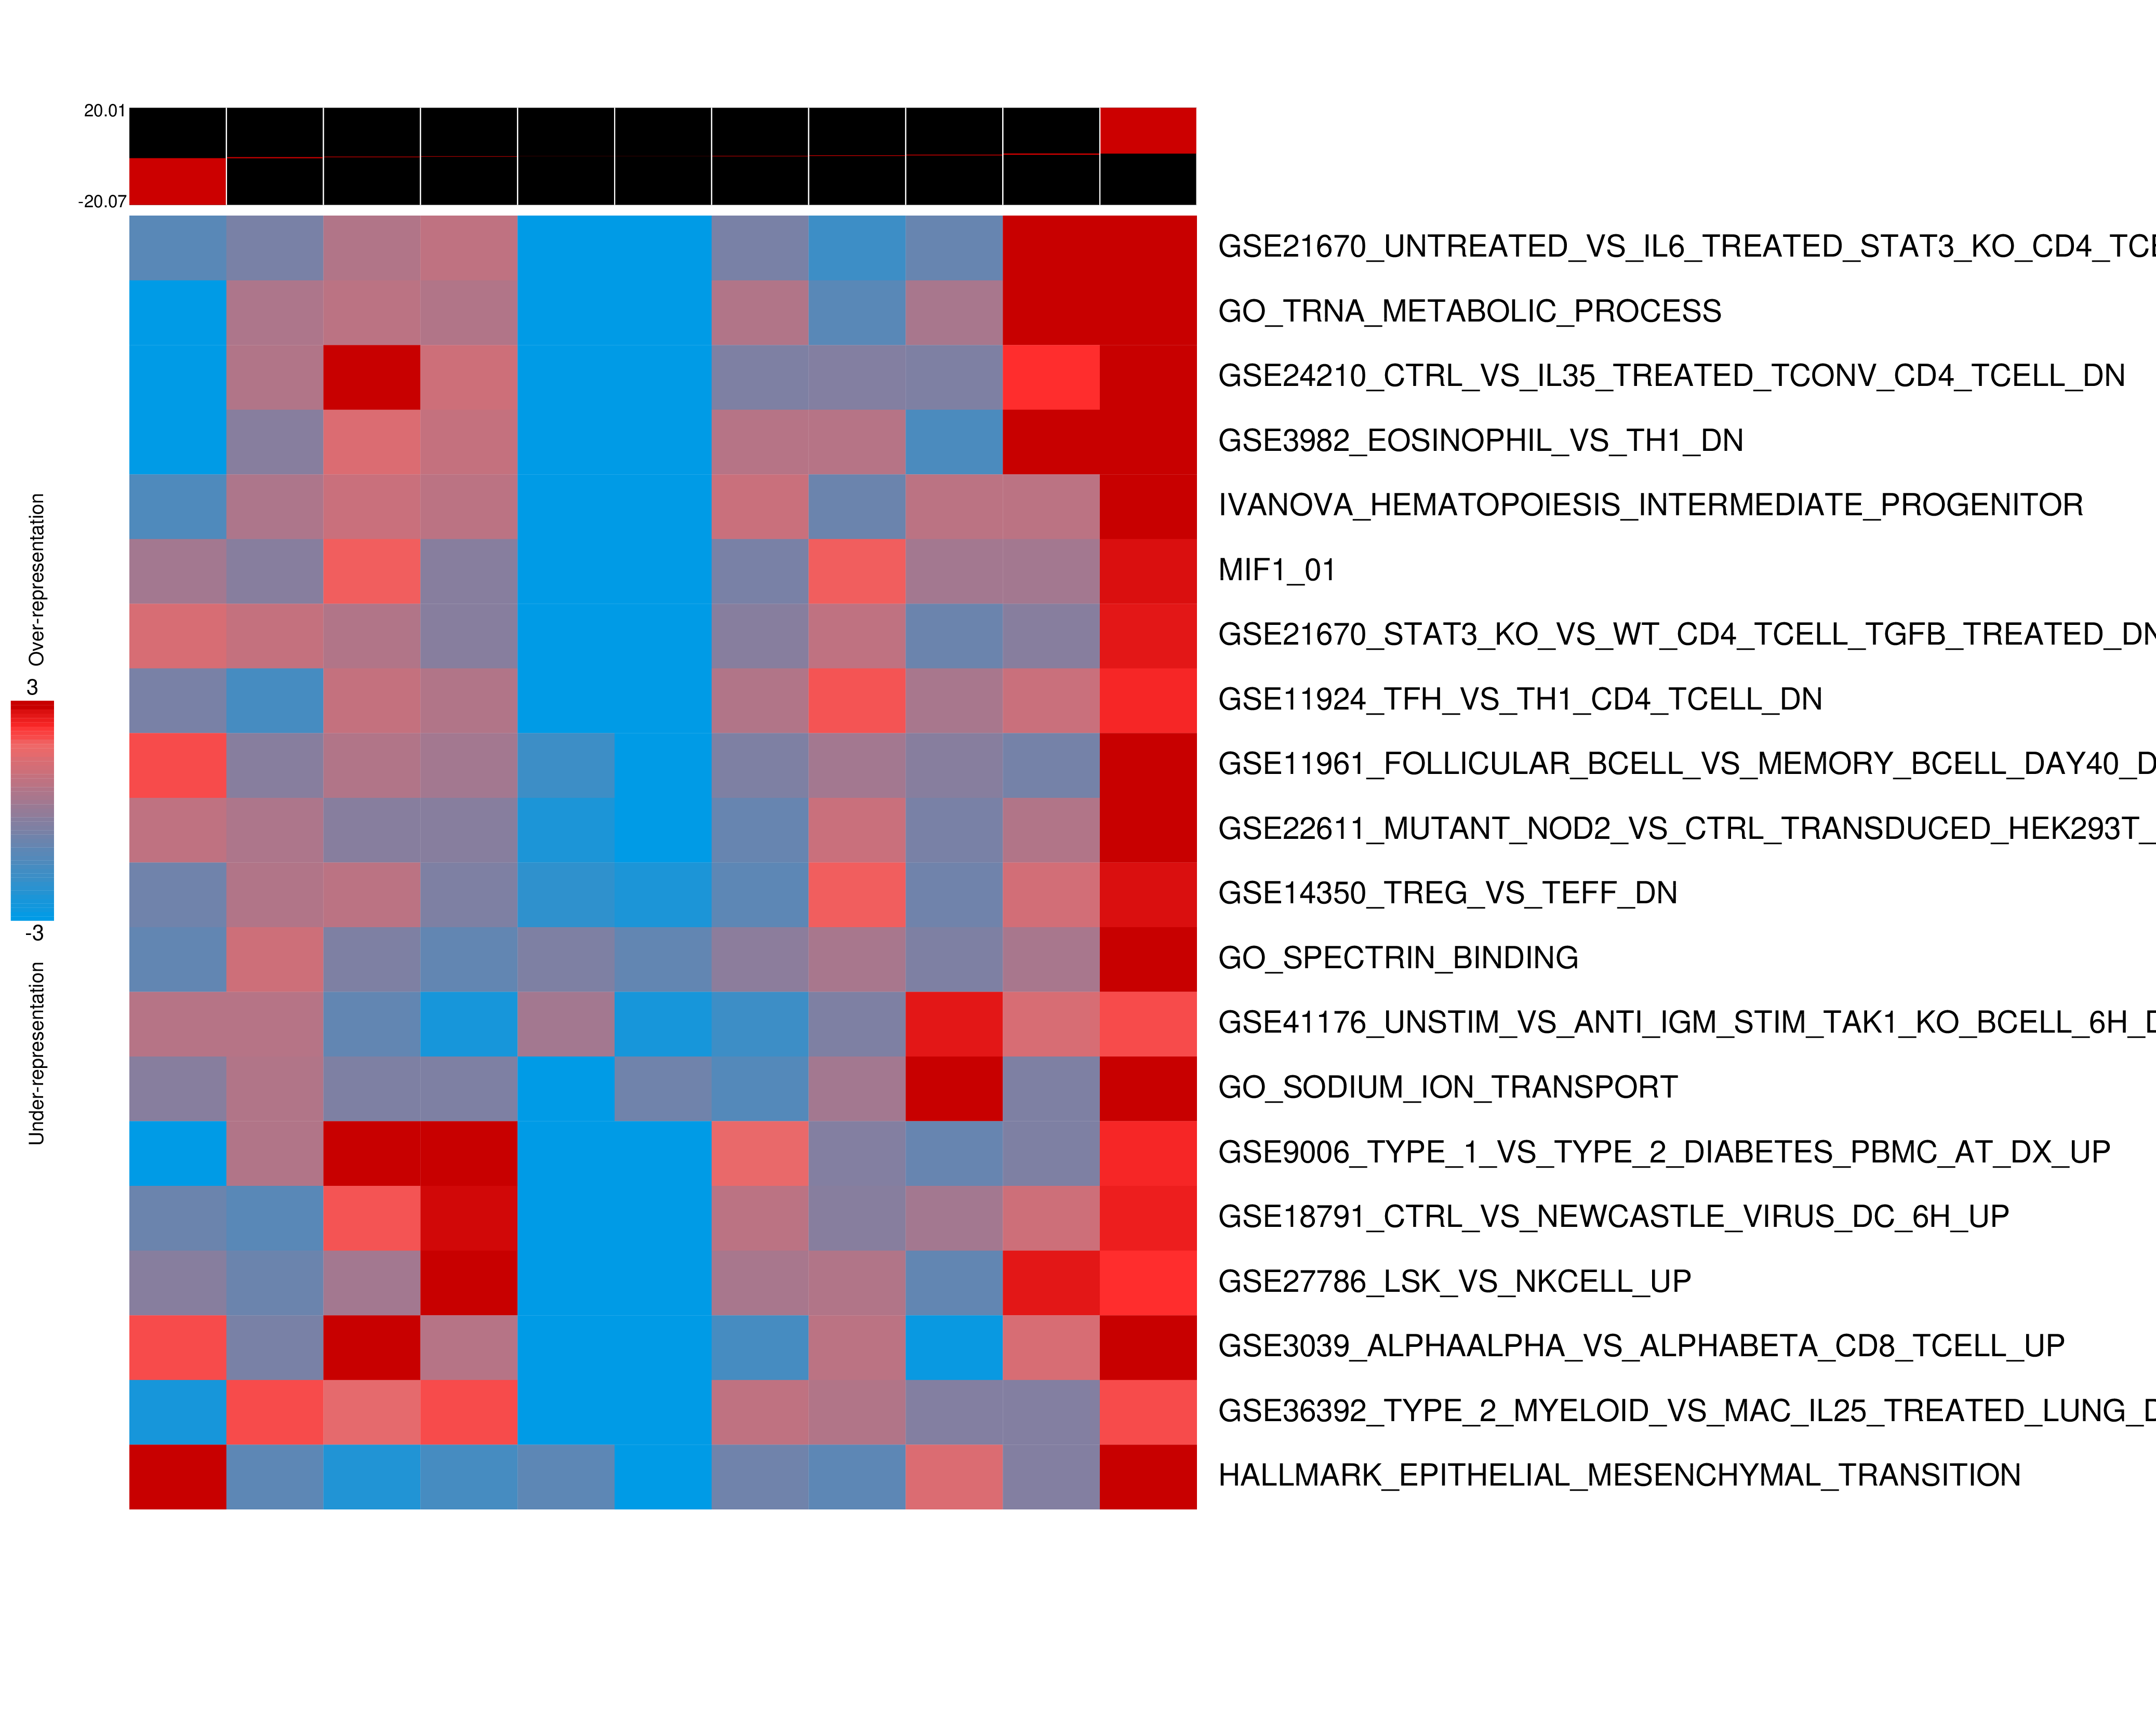 20.01
-20.07
GSE21670_UNTREATED_VS_IL6_TREATED_STAT3_KO_CD4_TCE
GO_TRNA_METABOLIC_PROCESS
GSE24210_CTRL_VS_IL35_TREATED_TCONV_CD4_TCELL_DN
GSE3982_EOSINOPHIL_VS_TH1_DN
IVANOVA_HEMATOPOIESIS_INTERMEDIATE_PROGENITOR
MIF1_01
GSE21670_STAT3_KO_VS_WT_CD4_TCELL_TGFB_TREATED_DN
GSE11924_TFH_VS_TH1_CD4_TCELL_DN
GSE11961_FOLLICULAR_BCELL_VS_MEMORY_BCELL_DAY40_D
GSE22611_MUTANT_NOD2_VS_CTRL_TRANSDUCED_HEK293T_
GSE14350_TREG_VS_TEFF_DN
GO_SPECTRIN_BINDING
GSE41176_UNSTIM_VS_ANTI_IGM_STIM_TAK1_KO_BCELL_6H_D
GO_SODIUM_ION_TRANSPORT
GSE9006_TYPE_1_VS_TYPE_2_DIABETES_PBMC_AT_DX_UP
GSE18791_CTRL_VS_NEWCASTLE_VIRUS_DC_6H_UP
GSE27786_LSK_VS_NKCELL_UP
GSE3039_ALPHAALPHA_VS_ALPHABETA_CD8_TCELL_UP
GSE36392_TYPE_2_MYELOID_VS_MAC_IL25_TREATED_LUNG_D
HALLMARK_EPITHELIAL_MESENCHYMAL_TRANSITION
Over-representation
3
-3
Under-representation